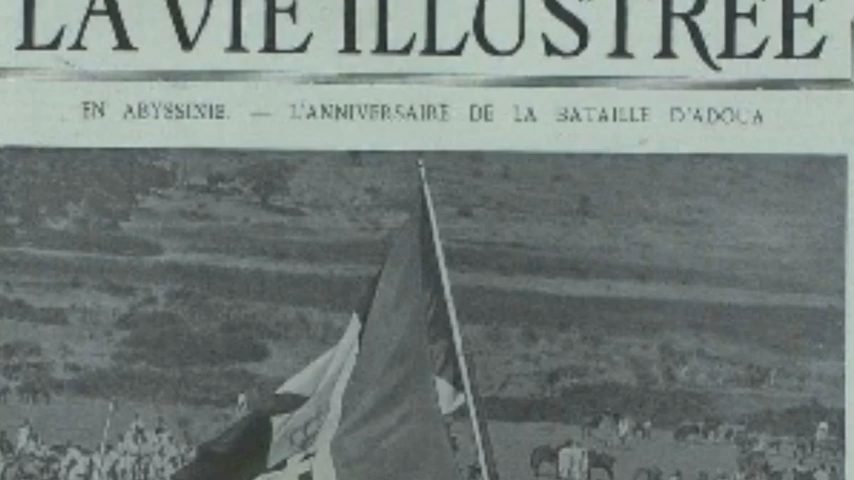 LA VIE ILLUSTRÉE
EN ABYSSINIE. — L'ANNIVERSAIRE DE LA BATAILLE D'ADOUA